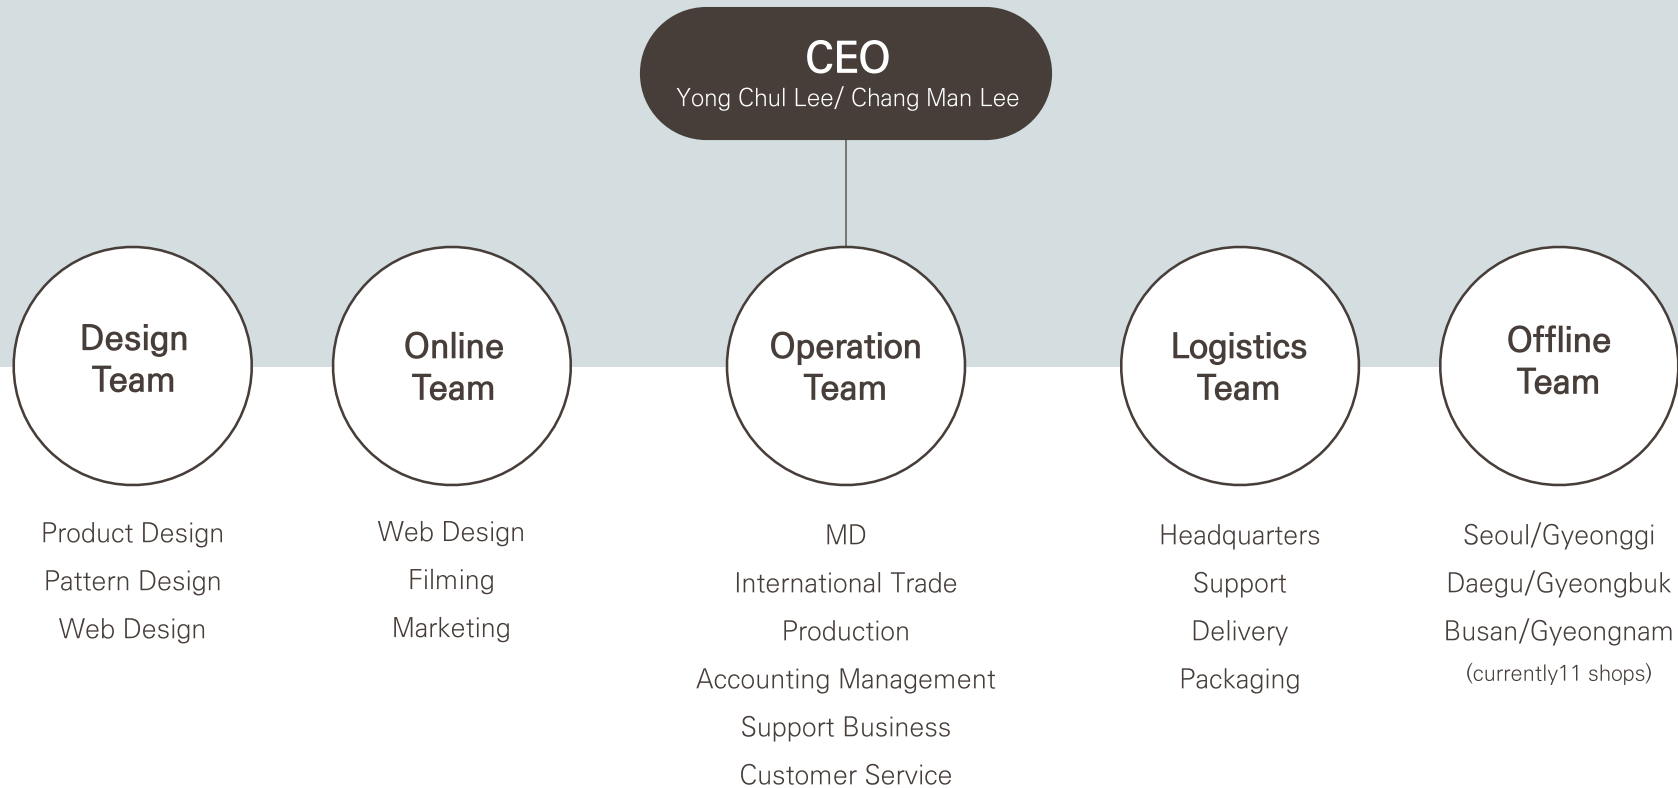 CEO
Yong Chul Lee/ Chang Man Lee
Design
Team
Product Design
Pattern Design
Web Design
Online
Team
Web Design
Filming
Marketing
Operation
Team
MD
International Trade
Production
Accounting Management
Support Business
Customer Service
Logistics
Team
Headquarters
Support
Delivery
Packaging
Offline
Team
Seoul/Gyeonggi
Daegu/Gyeongbuk
Busan/Gyeongnam
(currently11 shops)